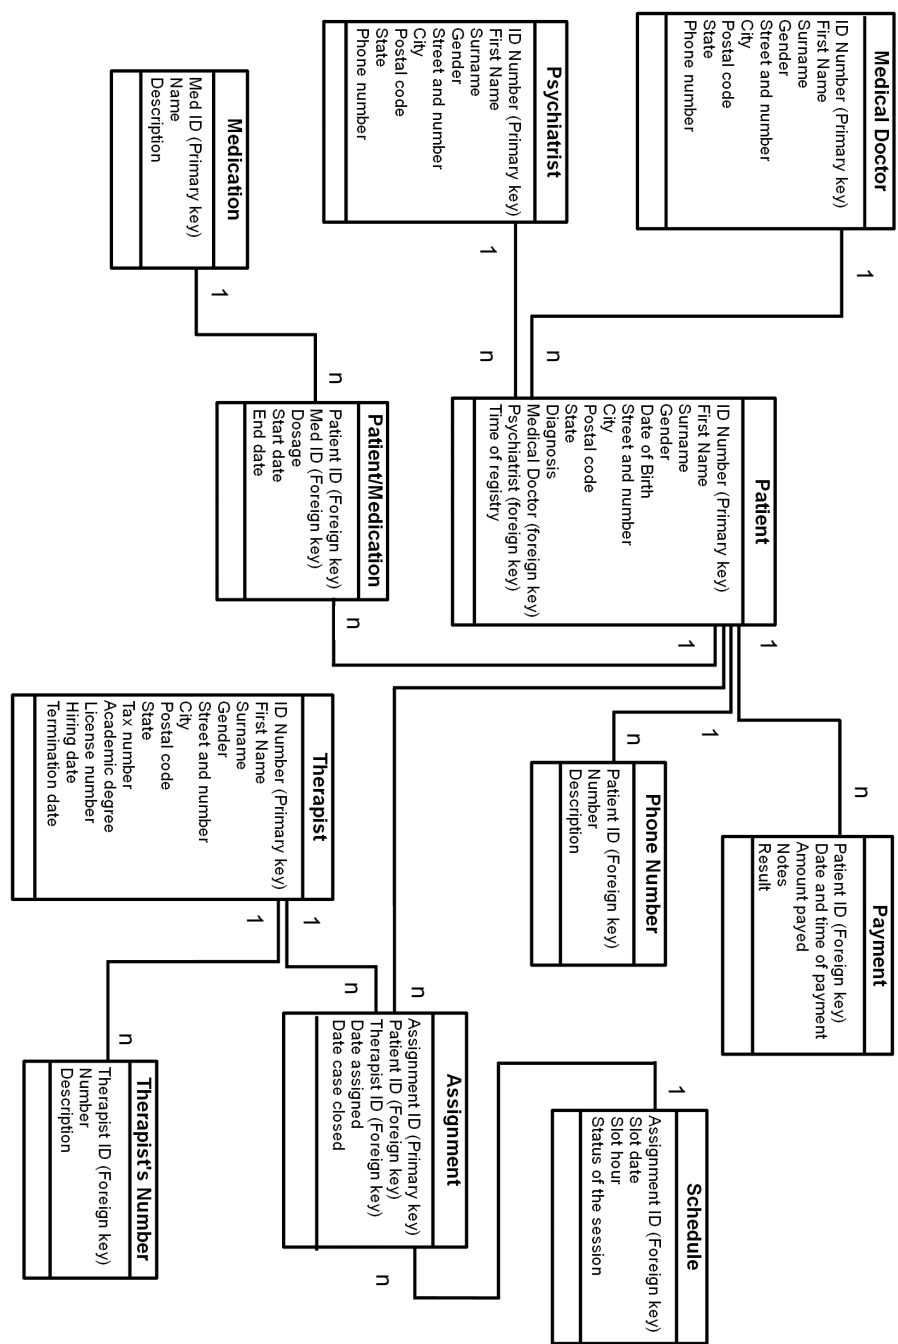 Medical Doctor
ID Number (Primary key)
First Name
Surname
Gender
Street and number
City
Postal code
State
Phone number
1
Psychiatrist
ID Number (Primary key)
First Name
Surname
Gender
Street and number
City
Postal code
State
Phone number
1
Medication
Med ID (Primary key)
Name
Description
1
n
n
Patient
ID Number (Primary key)
First Name
Surname
Gender
Date of Birth
Street and number
City
Postal code
State
Diagnosis
Medical Doctor (foreign key)
Psychiatrist (foreign key)
Time of registry
1
1
1
n
Patient/Medication
Patient ID (Foreign key)
Med ID (Foreign key)
Dosage
Start date
End date
n
n
Payment
Patient ID (Foreign key)
Date and time of payment
Amount payed
Notes
Result
n
Phone Number
Patient ID (Foreign key)
Number
Description
Therapist
ID Number (Primary key)
First Name
Surname
Gender
Street and number
City
Postal code
State
Tax number
Academic degree
License number
Hiring date
Termination date
1
1
1
Schedule
Assignment ID (Foreign key)
Slot date
Slot hour
Status of the session
n
n
Assignment
Assignment ID (Primary key)
Patient ID (Foreign key)
Therapist ID (Foreign key)
Date assigned
Date case closed
n
n
Therapist's Number
Therapist ID (Foreign key)
Number
Description